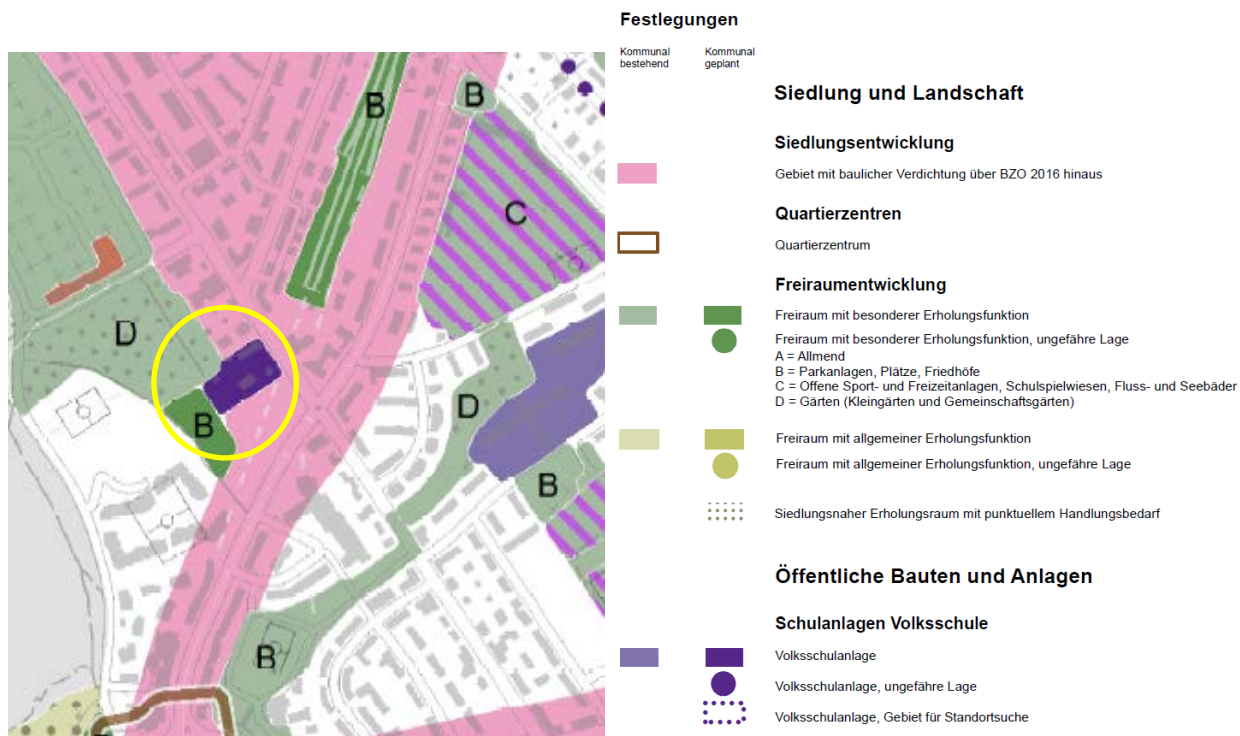 Festlegungen
Kommunal bestehend
Kommunal geplant
Siedlung und Landschaft
Siedlungsentwicklung
Gebiet mit baulicher Verdichtung über BZO 2016 hinaus
Quartierzentren
Quartierzentrum
Freiraumentwicklung
Freiraum mit besonderer Erholungsfunktion
Freiraum mit besonderer Erholungsfunktion, ungefähre Lage
A = Allmend
B = Parkanlagen, Plätze, Friedhöfe
C = Offene Sport- und Freizeitanlagen, Schulspielwiesen, Fluss- und Seebäder
D = Gärten (Kleingärten und Gemeinschaftsgärten)
Freiraum mit allgemeiner Erholungsfunktion
Freiraum mit allgemeiner Erholungsfunktion, ungefähre Lage
Siedlungsnaher Erholungsraum mit punktuellem Handlungsbedarf
Öffentliche Bauten und Anlagen
Schulanlagen Volksschule
Volksschulanlage
Volksschulanlage, ungefähre Lage
Volksschulanlage, Gebiet für Standortsuche
B
B
C
D
D
B
B
B